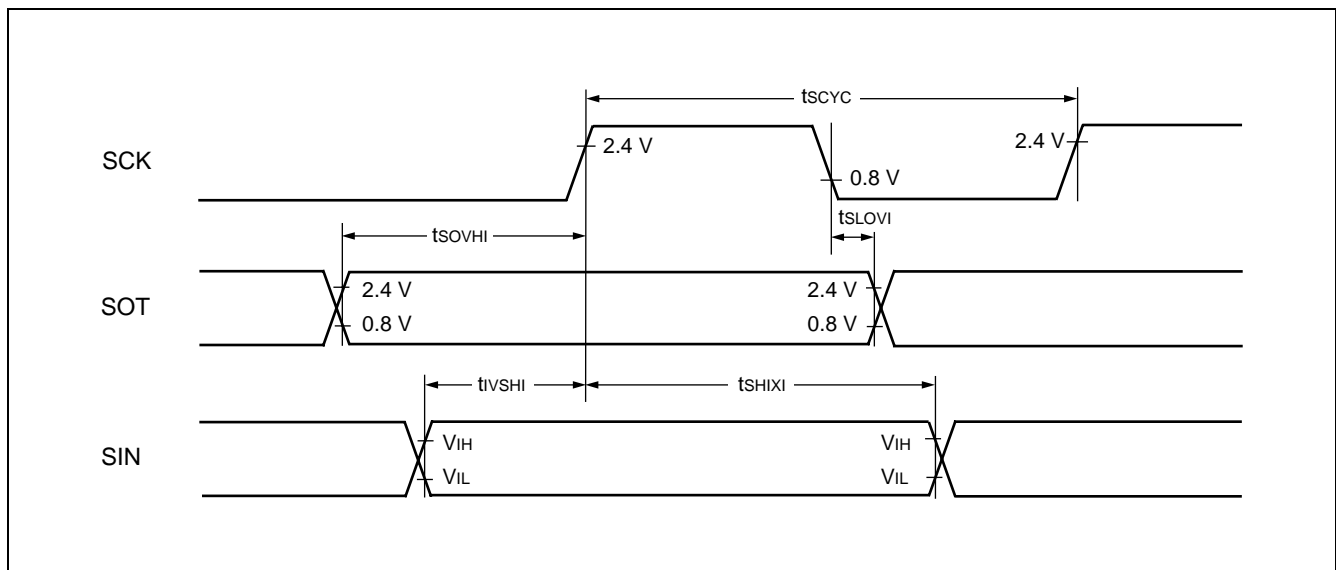 tSCYC
SCK
2.4 V
2.4 V
0.8 V
tSLOVI
tSOVHI
SOT
2.4 V
2.4 V
0.8 V
0.8 V
tIVSHI
tSHIXI
SIN
VIH
VIH
VIL
VIL